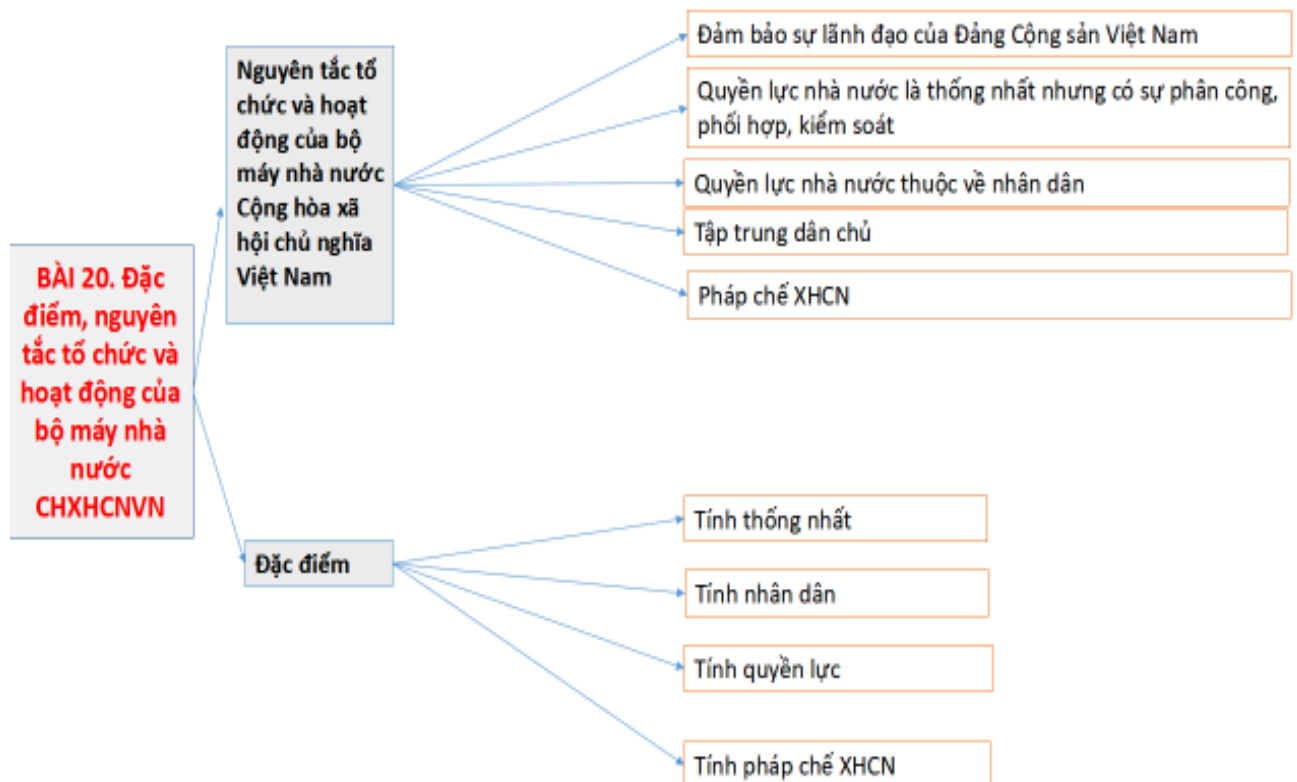 BÀI 20. Đặc
điểm, nguyên
tắc tổ chức và
hoạt động của
bộ máy nhà
nước
CHXHCNVN
Nguyên tắc tổ
chức và hoạt
động của bộ
máy nhà nước
Cộng hòa xã
hội chủ nghĩa
Việt Nam
Đảm bảo sự lãnh đạo của Đảng Cộng sản Việt Nam
Quyền lực nhà nước là thống nhất nhưng có sự phân công,
phối hợp, kiểm soát
Quyền lực nhà nước thuộc về nhân dân
Tập trung dân chủ
Pháp chế XHCN
Đặc điểm
Tính thống nhất
Tính nhân dân
Tính quyền lực
Tính pháp chế XHCN